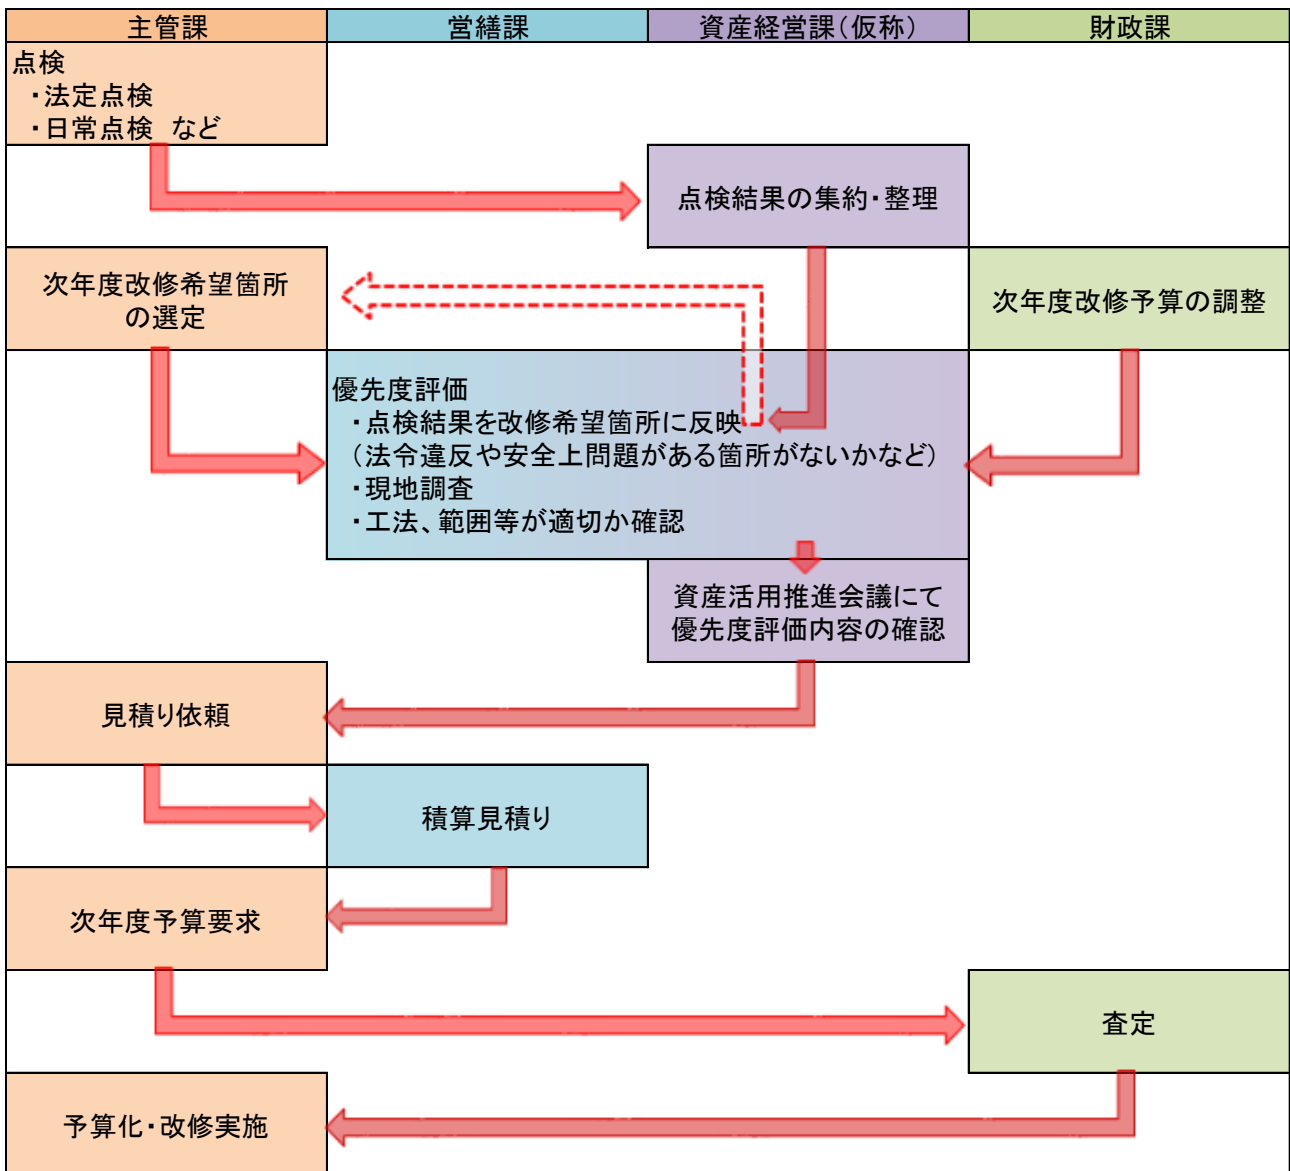 主管課
営繕課
資産経営課(仮称)
財政課
点検
・法定点検
・日常点検 など
点検結果の集約・整理
次年度改修希望箇所
の選定
次年度改修予算の調整
優先度評価
・点検結果を改修希望箇所に反映
(法令違反や安全上問題がある箇所がないかなど)
・現地調査
・工法、範囲等が適切か確認
資産活用推進会議にて
優先度評価内容の確認
見積り依頼
積算見積り
次年度予算要求
査定
予算化・改修実施